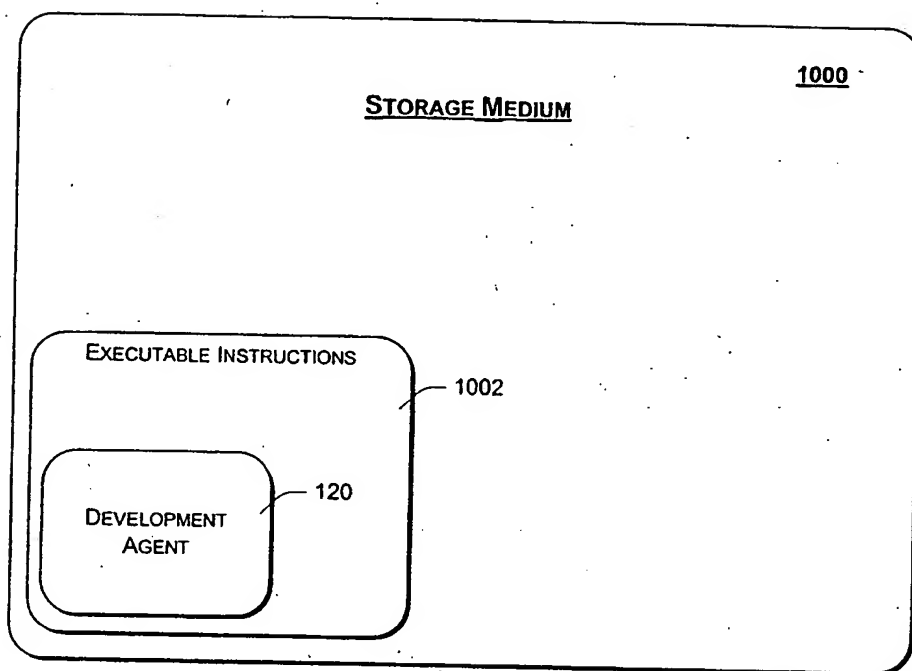 1000
STORAGE MEDIUM
EXECUTABLE INSTRUCTIONS
1002
120
DEVELOPMENT
AGENT